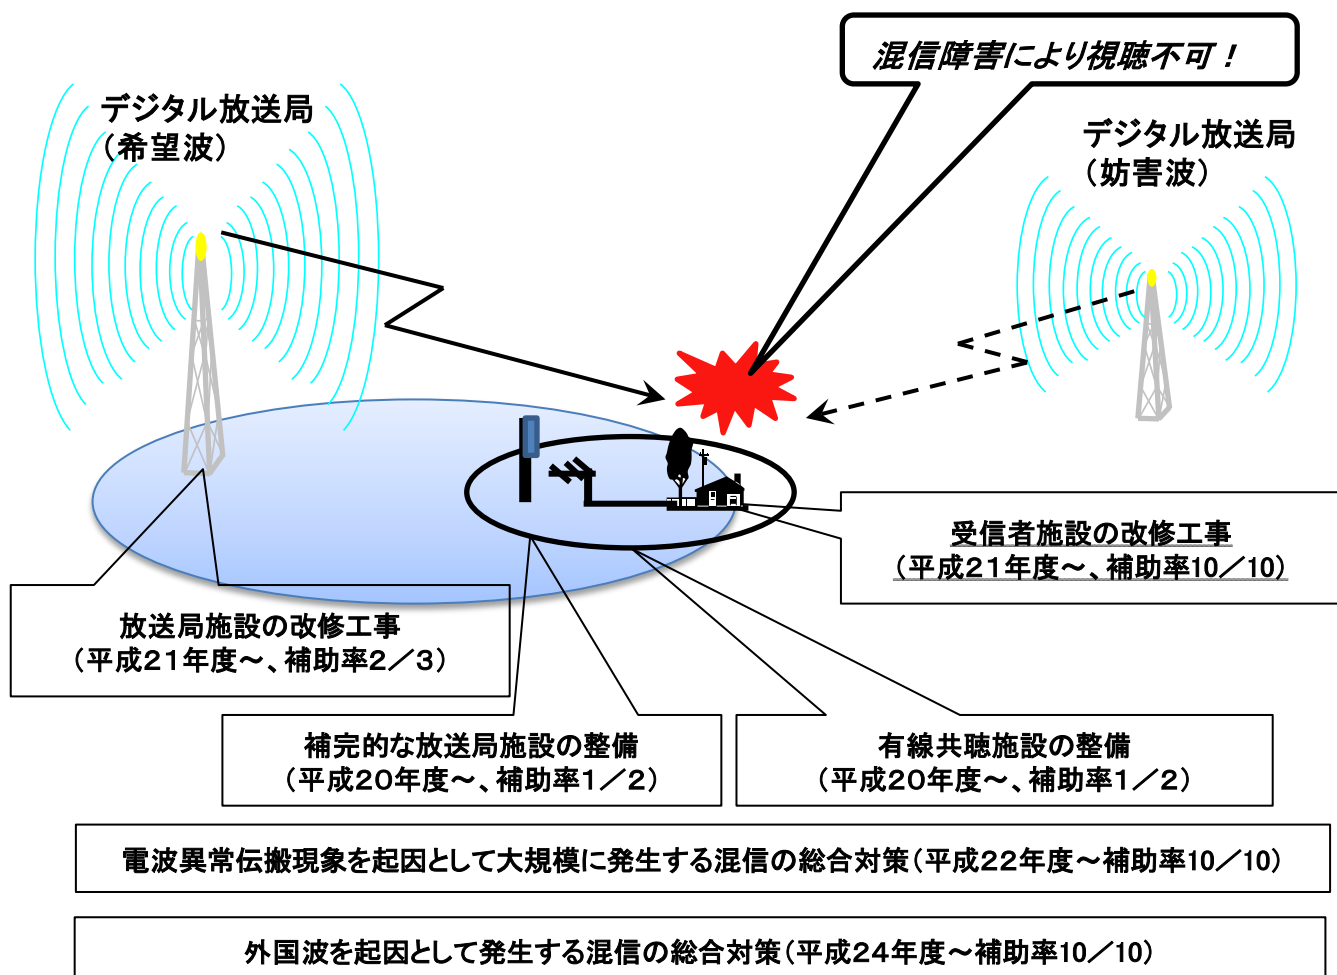 混信障害により視聴不可！
デジタル放送局
（希望波）
デジタル放送局
（妨害波）
受信者施設の改修工事
（平成２１年度～、補助率10／10）
放送局施設の改修工事
（平成２１年度～、補助率２／３）
補完的な放送局施設の整備
（平成２０年度～、補助率１／２）
有線共聴施設の整備
（平成２０年度～、補助率１／２）
電波異常伝搬現象を起因として大規模に発生する混信の総合対策（平成２２年度～補助率10／10）
外国波を起因として発生する混信の総合対策（平成２４年度～補助率10／10）